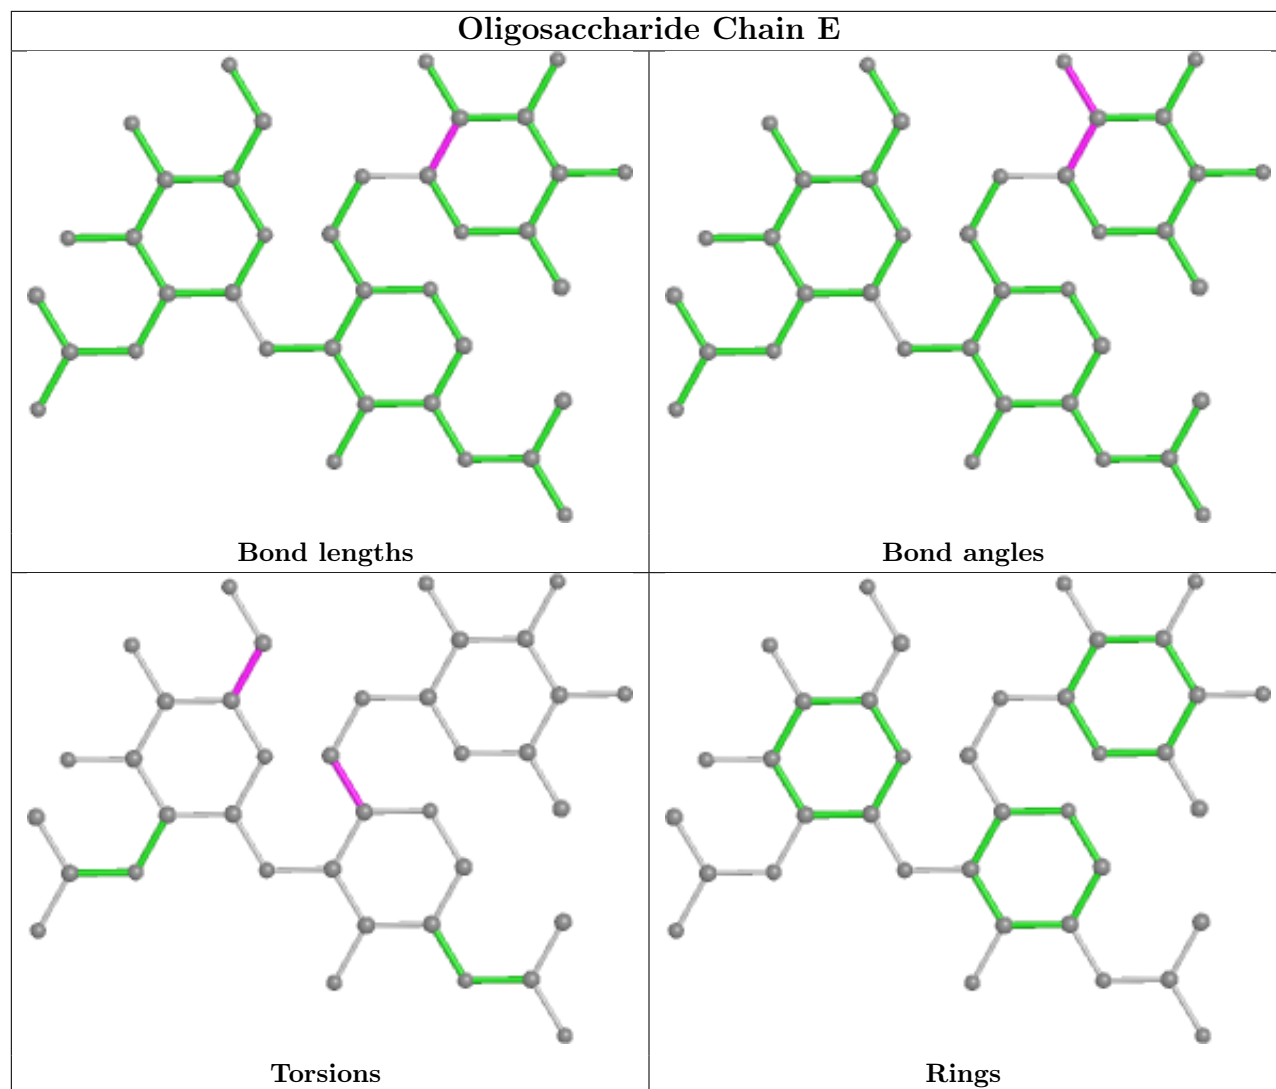 Oligosaccharide Chain E
Bond lengths
Bond angles
Torsions
Rings